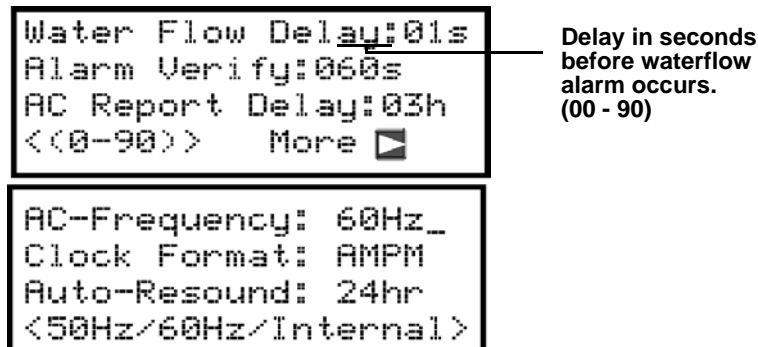 Water Flow Delay:01s
Alarm Verify:060s
AC Report Delay:03h
<<0-90>> More
Delay in seconds
before waterflow
alarm occurs.
(00 - 90)
AC-Frequency: 60Hz_
Clock Format: AMPM
Auto-Resound: 24hr
<50Hz/60Hz/Internal>